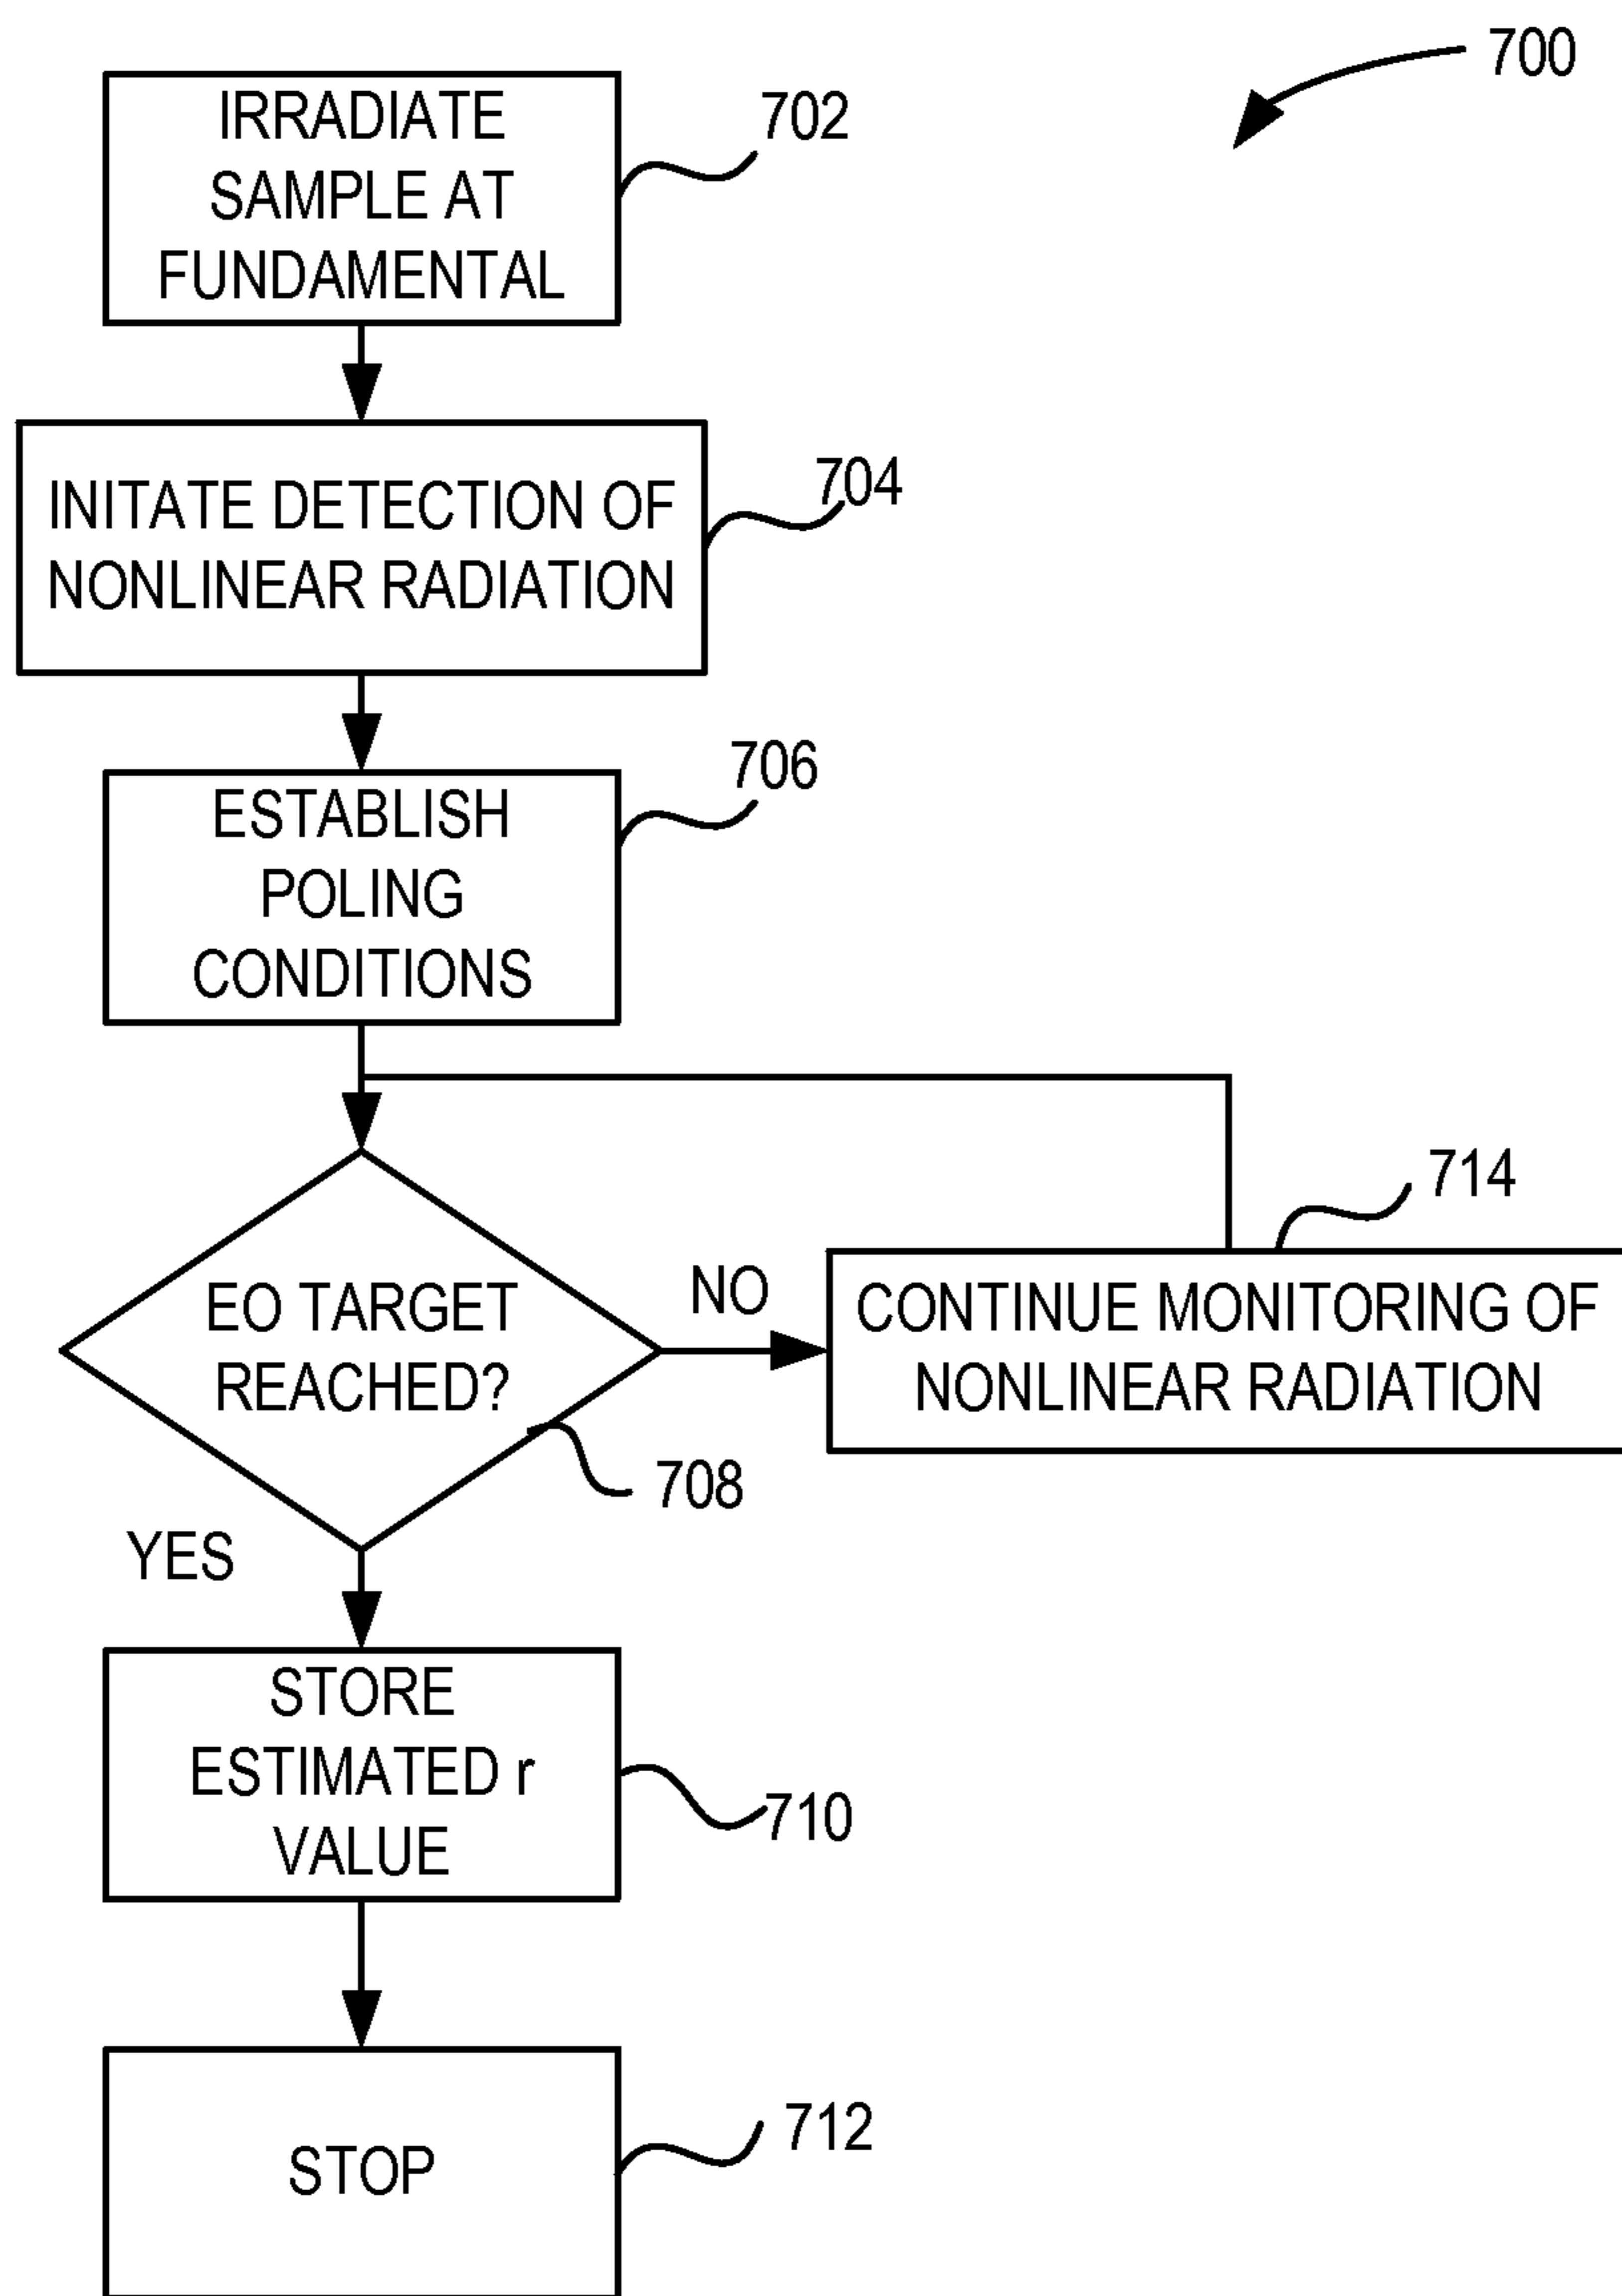 700
IRRADIATE
SAMPLE AT
FUNDAMENTAL
702
INITATE DETECTION OF
NONLINEAR RADIATION
704
ESTABLISH
POLING
CONDITIONS
706
EO TARGET
REACHED?
708
NO
CONTINUE MONITORING OF
NONLINEAR RADIATION
714
YES
STORE
ESTIMATED r
VALUE
710
STOP
712